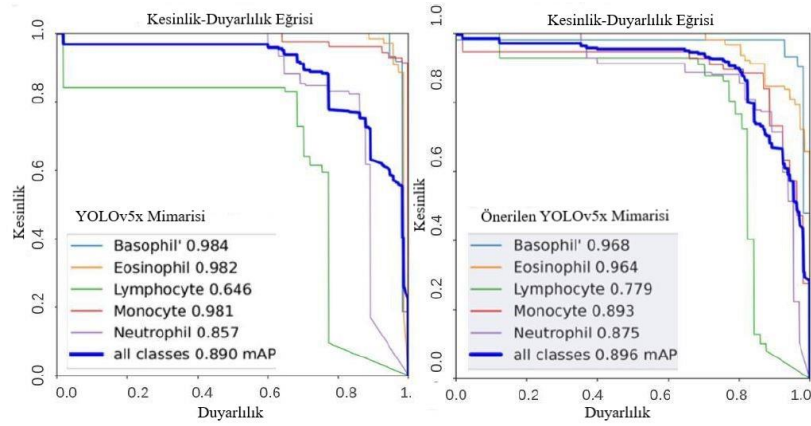 Kesinlik-Duyarlılık Eğrisi
1.0
0.8
0.6
0.4
0.2
0.0
Kesinlik
YOLOv5x Mimarisi
Basophil' 0.984
Eosinophil 0.982
Lymphocyte 0.646
Monocyte 0.981
Neutrophil 0.857
all classes 0.890 mAP
0.0 0.2 0.4 0.6 0.8 1.0
Duyarlılık
Kesinlik-Duyarlılık Eğrisi
1.0
0.8
0.6
0.4
0.2
0.0
Kesinlik
Önerilen YOLOv5x Mimarisi
Basophil' 0.968
Eosinophil 0.964
Lymphocyte 0.779
Monocyte 0.893
Neutrophil 0.875
all classes 0.896 mAP
0.0 0.2 0.4 0.6 0.8 1.0
Duyarlılık